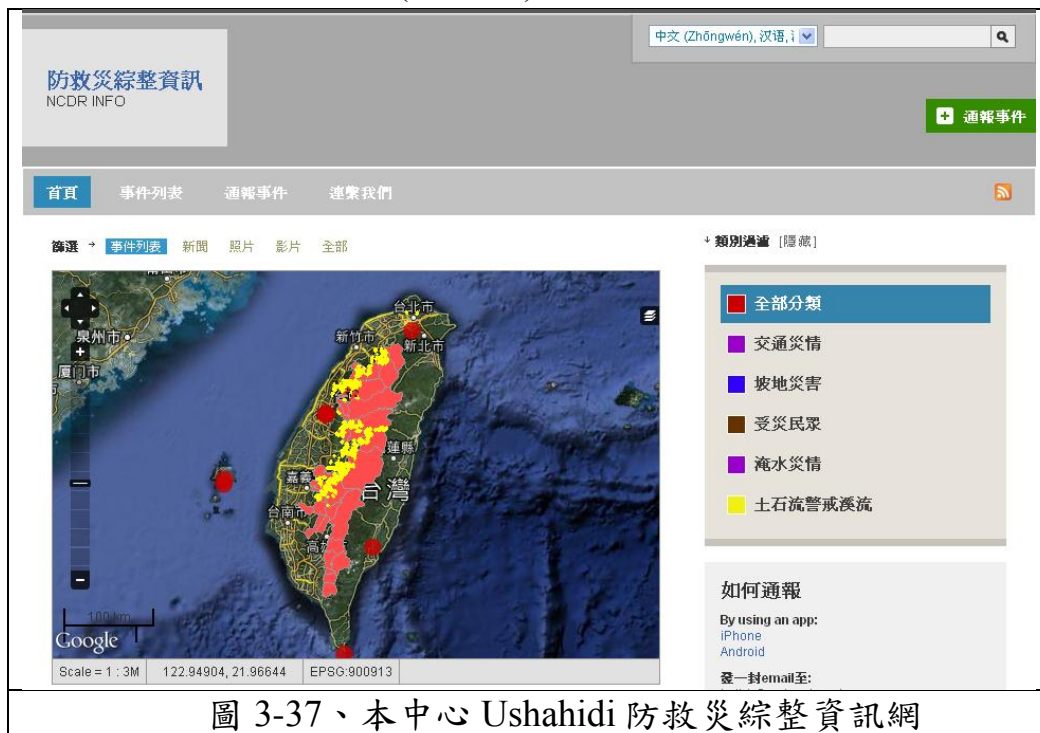 中文 (Zhōngwén), 汉语, 
防救災綜整資訊
NCDR INFO
通報事件
首頁 事件列表 通報事件 連繫我們
篩選 → 事件列表 新聞 照片 影片 全部
↓ 類別過濾 [隱藏]
全部分類
交通災情
坡地災害
受災民眾
淹水災情
土石流警戒溪流
台北市
新竹市
新北市
泉州市
厦门市
蓮縣
嘉義
台灣
台南市
高雄
100 km
Google
Scale = 1 : 3M 122.94904, 21.96644 EPSG:900913
如何通報
By using an app:
iPhone
Android
發一封email至:
圖 3-37、本中心 Ushahidi 防救災綜整資訊網